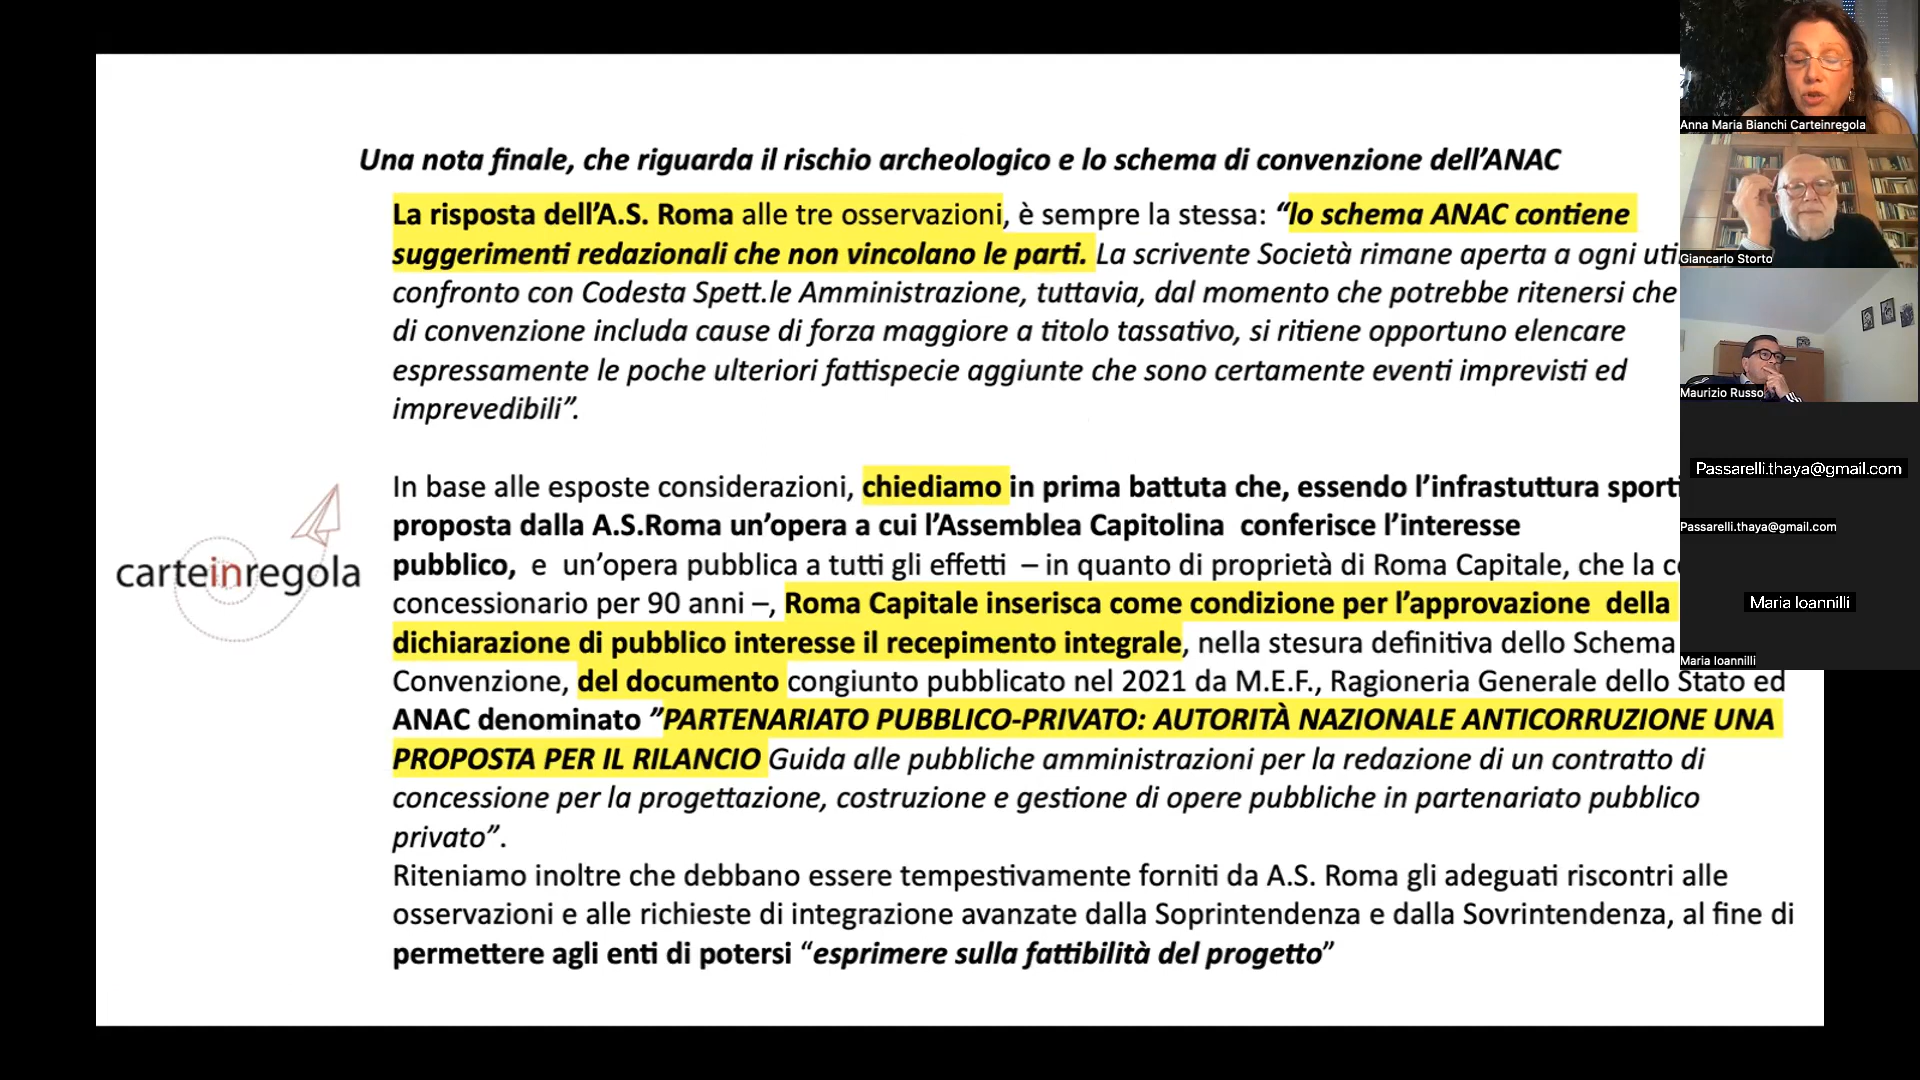 Una nota finale, che riguarda il rischio archeologico e lo schema di convenzione dell'ANAC
La risposta dell'A.S. Roma alle tre osservazioni, è sempre la stessa: "lo schema ANAC contiene
suggerimenti redazionali che non vincolano le parti. La scrivente Società rimane aperta a ogni
confronto con Codesta Spett.le Amministrazione, tuttavia, dal momento che potrebbe ritenersi che
di convenzione includa cause di forza maggiore a titolo tassativo, si ritiene opportuno elencare
espressamente le poche ulteriori fattispecie aggiunte che sono certamente eventi imprevisti ed
imprevedibili".
In base alle esposte considerazioni, chiediamo in prima battuta che, essendo l'infrastuttura
proposta dalla A.S.Roma un'opera a cui l'Assemblea Capitolina conferisce l'interesse
pubblico, e un'opera pubblica a tutti gli effetti – in quanto di proprietà di Roma Capitale, che la
concessionario per 90 anni –, Roma Capitale inserisca come condizione per l'approvazione della
dichiarazione di pubblico interesse il recepimento integrale, nella stesura definitiva dello Schema
Convenzione, del documento congiunto pubblicato nel 2021 da M.E.F., Ragioneria Generale dello Stato ed
ANAC denominato "PARTENARIATO PUBBLICO-PRIVATO: AUTORITÀ NAZIONALE ANTICORRUZIONE UNA
PROPOSTA PER IL RILANCIO Guida alle pubbliche amministrazioni per la redazione di un contratto di
concessione per la progettazione, costruzione e gestione di opere pubbliche in partenariato pubblico
privato".
Riteniamo inoltre che debbano essere tempestivamente forniti da A.S. Roma gli adeguati riscontri alle
osservazioni e alle richieste di integrazione avanzate dalla Soprintendenza e dalla Sovrintendenza, al fine di
permettere agli enti di potersi "esprimere sulla fattibilità del progetto"
carteinregola
Anna Maria Bianchi Carteinregola
Giancarlo Storto
Maurizio Russo
Passarelli.thaya@gmail.com
Passarelli.thaya@gmail.com
Maria Ioannilli
Maria Ioannilli